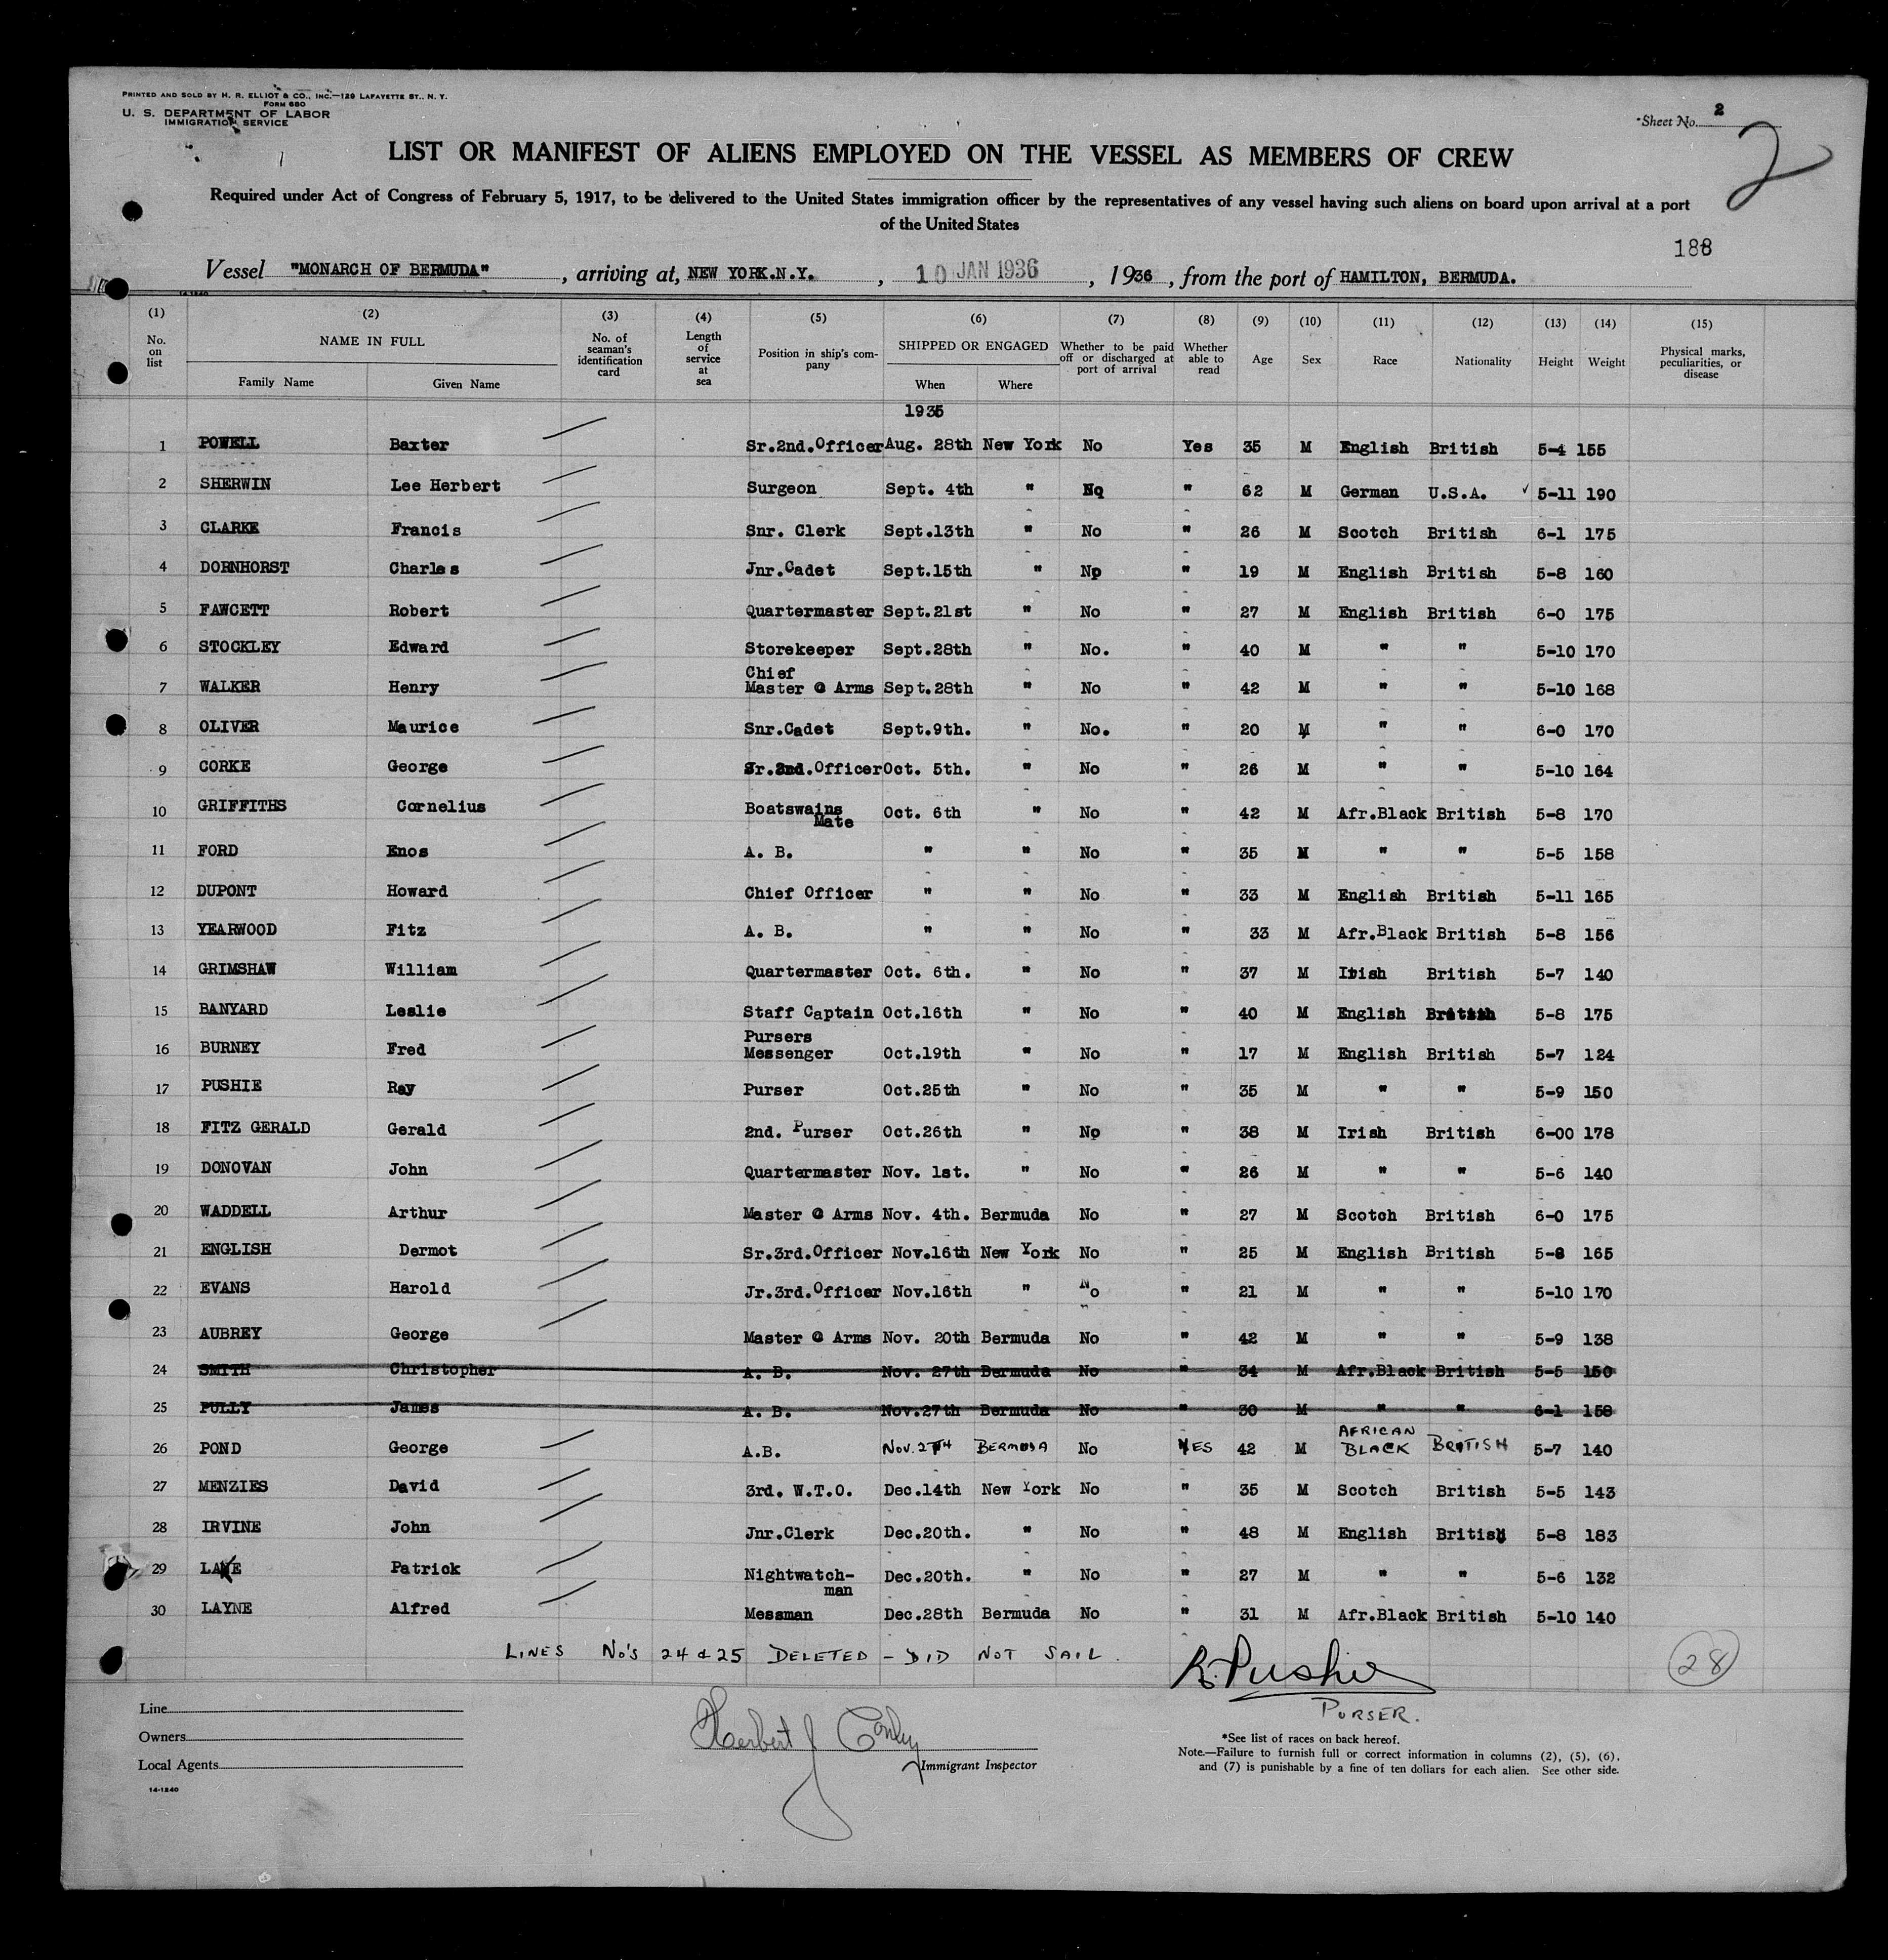 PRINTED AND SOLD BY H. R. ELLIOT & CO., INC.—129 LAFAYETTE ST., N. Y.
FORM 680
U. S. DEPARTMENT OF LABOR
IMMIGRATION SERVICE
*Sheet No. 2
2
LIST OR MANIFEST OF ALIENS EMPLOYED ON THE VESSEL AS MEMBERS OF CREW
Required under Act of Congress of February 5, 1917, to be delivered to the United States immigration officer by the representatives of any vessel having such aliens on board upon arrival at a port
of the United States
188
Vessel "MONARCH OF BERMUDA", arriving at, NEW YORK.N.Y., 10 JAN 1936, 1936, from the port of HAMILTON, BERMUDA.
14-1240
(1) (2) (3) (4) (5) (6) (7) (8) (9) (10) (11) (12) (13) (14) (15)
No. on list NAME IN FULL Family Name Given Name No. of seaman's identification card Length of service at sea Position in ship's company SHIPPED OR ENGAGED When Where Whether to be paid off or discharged at port of arrival Whether able to read Age Sex Race Nationality Height Weight Physical marks, peculiarities, or disease
1935
1 POWELL Baxter Sr.2nd.Officer Aug. 28th New York No Yes 35 M English British 5-4 155
2 SHERWIN Lee Herbert Surgeon Sept. 4th " No " 62 M German U.S.A. ✓ 5-11 190
3 CLARKE Francis Snr. Clerk Sept.13th " No " 26 M Scotch British 6-1 175
4 DORNHORST Charles Jnr.Cadet Sept.15th " No " 19 M English British 5-8 160
5 FAWCETT Robert Quartermaster Sept.21st " No " 27 M English British 6-0 175
6 STOCKLEY Edward Storekeeper Sept.28th " No. " 40 M " " 5-10 170
7 WALKER Henry Chief Master @ Arms Sept.28th " No " 42 M " " 5-10 168
8 OLIVER Maurice Snr.Cadet Sept.9th. " No. " 20 M " " 6-0 170
9 CORKE George Jr.2nd.Officer Oct. 5th. " No " 26 M " " 5-10 164
10 GRIFFITHS Cornelius Boatswains Mate Oct. 6th " No " 42 M Afr.Black British 5-8 170
11 FORD Enos A. B. " " No " 35 M " " 5-5 158
12 DUPONT Howard Chief Officer " " No " 33 M English British 5-11 165
13 YEARWOOD Fitz A. B. " " No " 33 M Afr.Black British 5-8 156
14 GRIMSHAW William Quartermaster Oct. 6th. " No " 37 M Irish British 5-7 140
15 BANYARD Leslie Staff Captain Oct.16th " No " 40 M English British 5-8 175
16 BURNEY Fred Pursers Messenger Oct.19th " No " 17 M English British 5-7 124
17 PUSHIE Ray Purser Oct.25th " No " 35 M " " 5-9 150
18 FITZ GERALD Gerald 2nd. Purser Oct.26th " No " 38 M Irish British 6-00 178
19 DONOVAN John Quartermaster Nov. 1st. " No " 26 M " " 5-6 140
20 WADDELL Arthur Master @ Arms Nov. 4th. Bermuda No " 27 M Scotch British 6-0 175
21 ENGLISH Dermot Sr.3rd.Officer Nov.16th New York No " 25 M English British 5-8 165
22 EVANS Harold Jr.3rd.Officer Nov.16th " No " 21 M " " 5-10 170
23 AUBREY George Master @ Arms Nov. 20th Bermuda No " 42 M " " 5-9 138
24 SMITH Christopher A. B. Nov. 27th Bermuda No " 34 M Afr.Black British 5-5 150
25 PULLY James A. B. Nov.27th Bermuda No " 30 M " " 6-1 158
26 POND George A.B. Nov. 27th BERMUDA No YES 42 M AFRICAN BLACK BRITISH 5-7 140
27 MENZIES David 3rd. W.T.O. Dec.14th New York No " 35 M Scotch British 5-5 143
28 IRVINE John Jnr.Clerk Dec.20th. " No " 48 M English British 5-8 183
29 LANE Patrick Nightwatch-man Dec.20th. " No " 27 M " " 5-6 132
30 LAYNE Alfred Messman Dec.28th Bermuda No " 31 M Afr.Black British 5-10 140
LINES No's 24 & 25 DELETED - DID NOT SAIL.
R. Pushie
PURSER.
28
Line
Owners
Local Agents
14-1240
Herbert J Conley
Immigrant Inspector
*See list of races on back hereof.
Note.—Failure to furnish full or correct information in columns (2), (5), (6), and (7) is punishable by a fine of ten dollars for each alien. See other side.